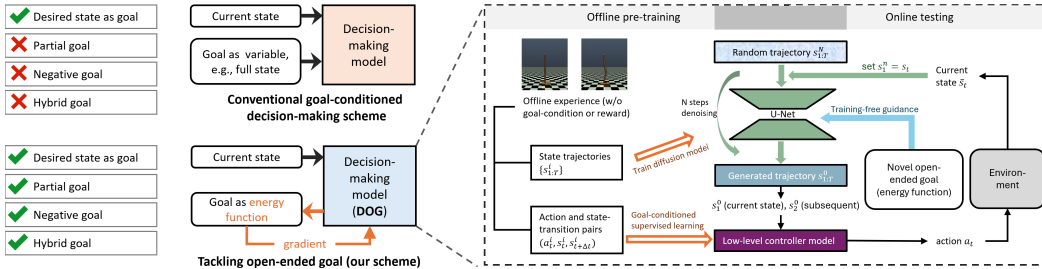 Desired state as goal
Partial goal
Negative goal
Hybrid goal
Current state
Goal as variable,
e.g., full state
Decision-
making
model
Conventional goal-conditioned
decision-making scheme
Desired state as goal
Partial goal
Negative goal
Hybrid goal
Current state
Goal as energy
function
gradient
Decision-
making
model
(DOG)
Tackling open-ended goal (our scheme)
Offline pre-training
Online testing
Offline experience (w/o
goal-condition or reward)
State trajectories
{s^i_{1:T}}
Action and state-
transition pairs
(a^i_t, s^i_t, s^i_{t+Δt})
Train diffusion model
Goal-conditioned
supervised learning
Random trajectory s^N_{1:T}
set s^n_1 = s_t
N steps
denoising
U-Net
Training-free guidance
Generated trajectory s^0_{1:T}
s^0_1 (current state), s^0_2 (subsequent)
Low-level controller model
Current
state s̄_t
Novel open-
ended goal
(energy function)
Environ-
ment
action a_t